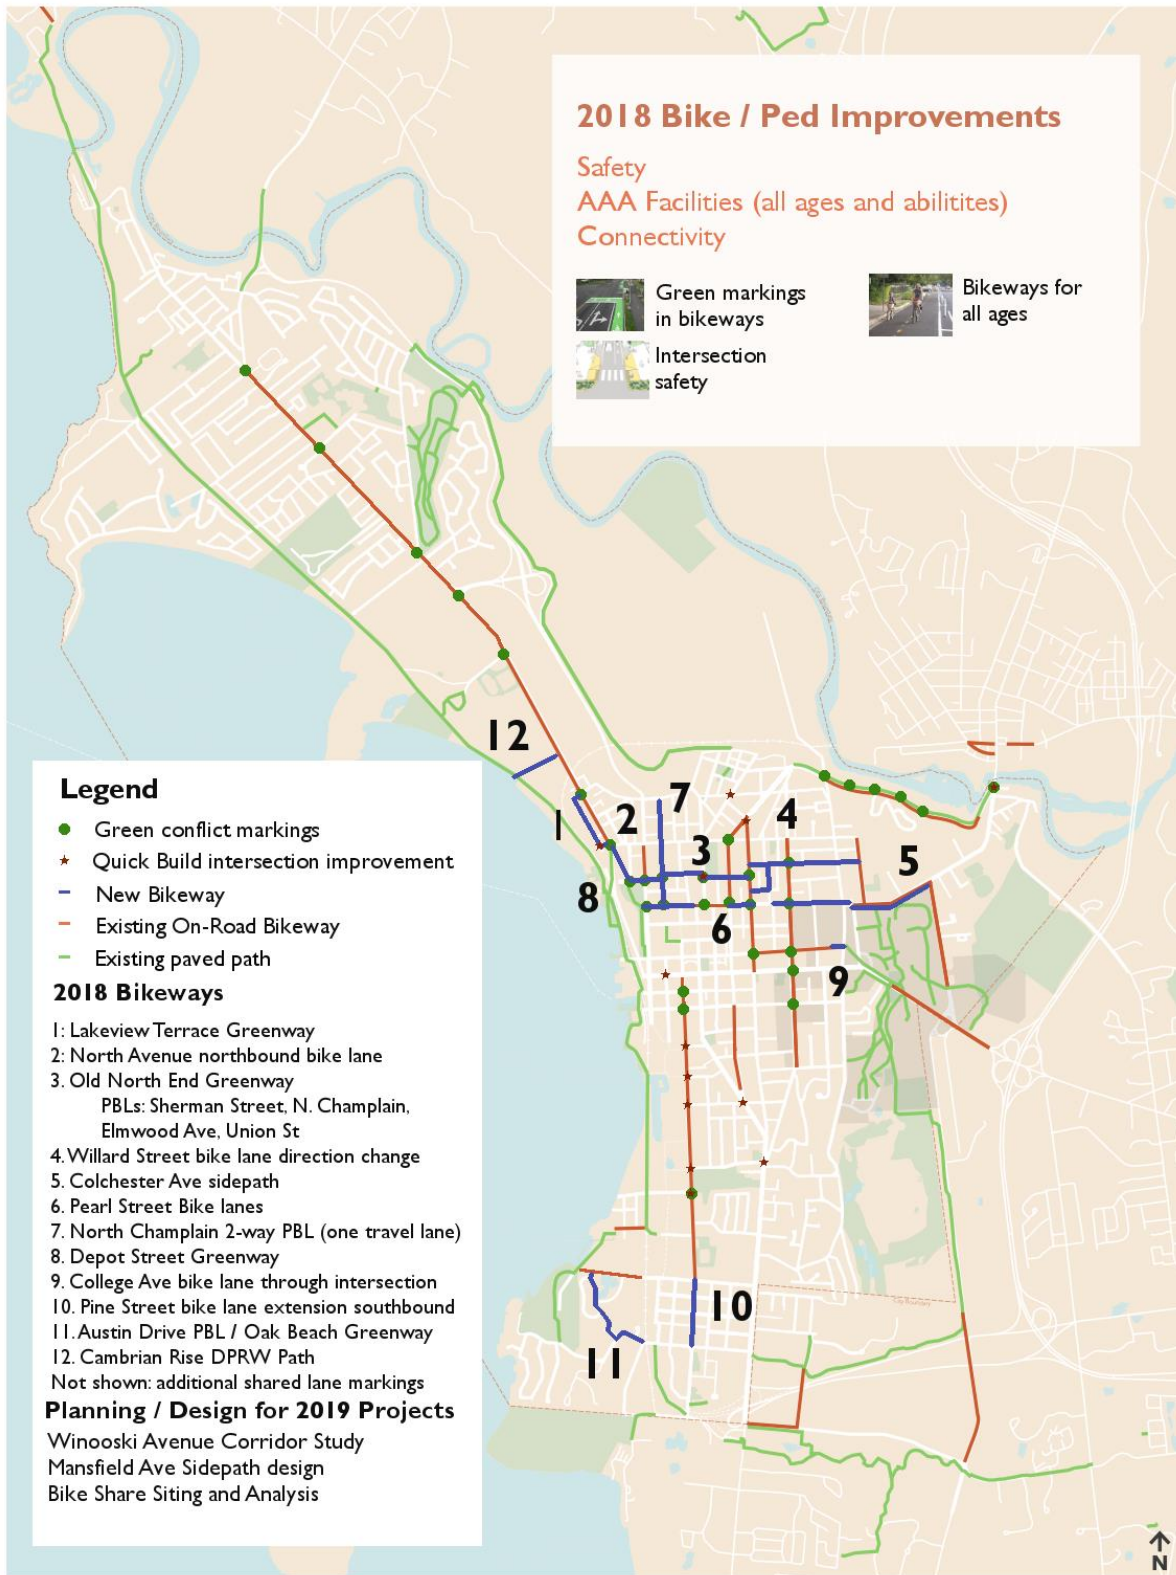 2018 Bike / Ped Improvements
Safety
AAA Facilities (all ages and abilitites)
Connectivity
Green markings
in bikeways
Bikeways for
all ages
Intersection
safety
12
1
2
7
3
4
5
8
6
9
10
11
Legend
Green conflict markings
Quick Build intersection improvement
New Bikeway
Existing On-Road Bikeway
Existing paved path
2018 Bikeways
1: Lakeview Terrace Greenway
2: North Avenue northbound bike lane
3. Old North End Greenway
PBLs: Sherman Street, N. Champlain,
Elmwood Ave, Union St
4. Willard Street bike lane direction change
5. Colchester Ave sidepath
6. Pearl Street Bike lanes
7. North Champlain 2-way PBL (one travel lane)
8. Depot Street Greenway
9. College Ave bike lane through intersection
10. Pine Street bike lane extension southbound
11. Austin Drive PBL / Oak Beach Greenway
12. Cambrian Rise DPRW Path
Not shown: additional shared lane markings
Planning / Design for 2019 Projects
Winooski Avenue Corridor Study
Mansfield Ave Sidepath design
Bike Share Siting and Analysis
N